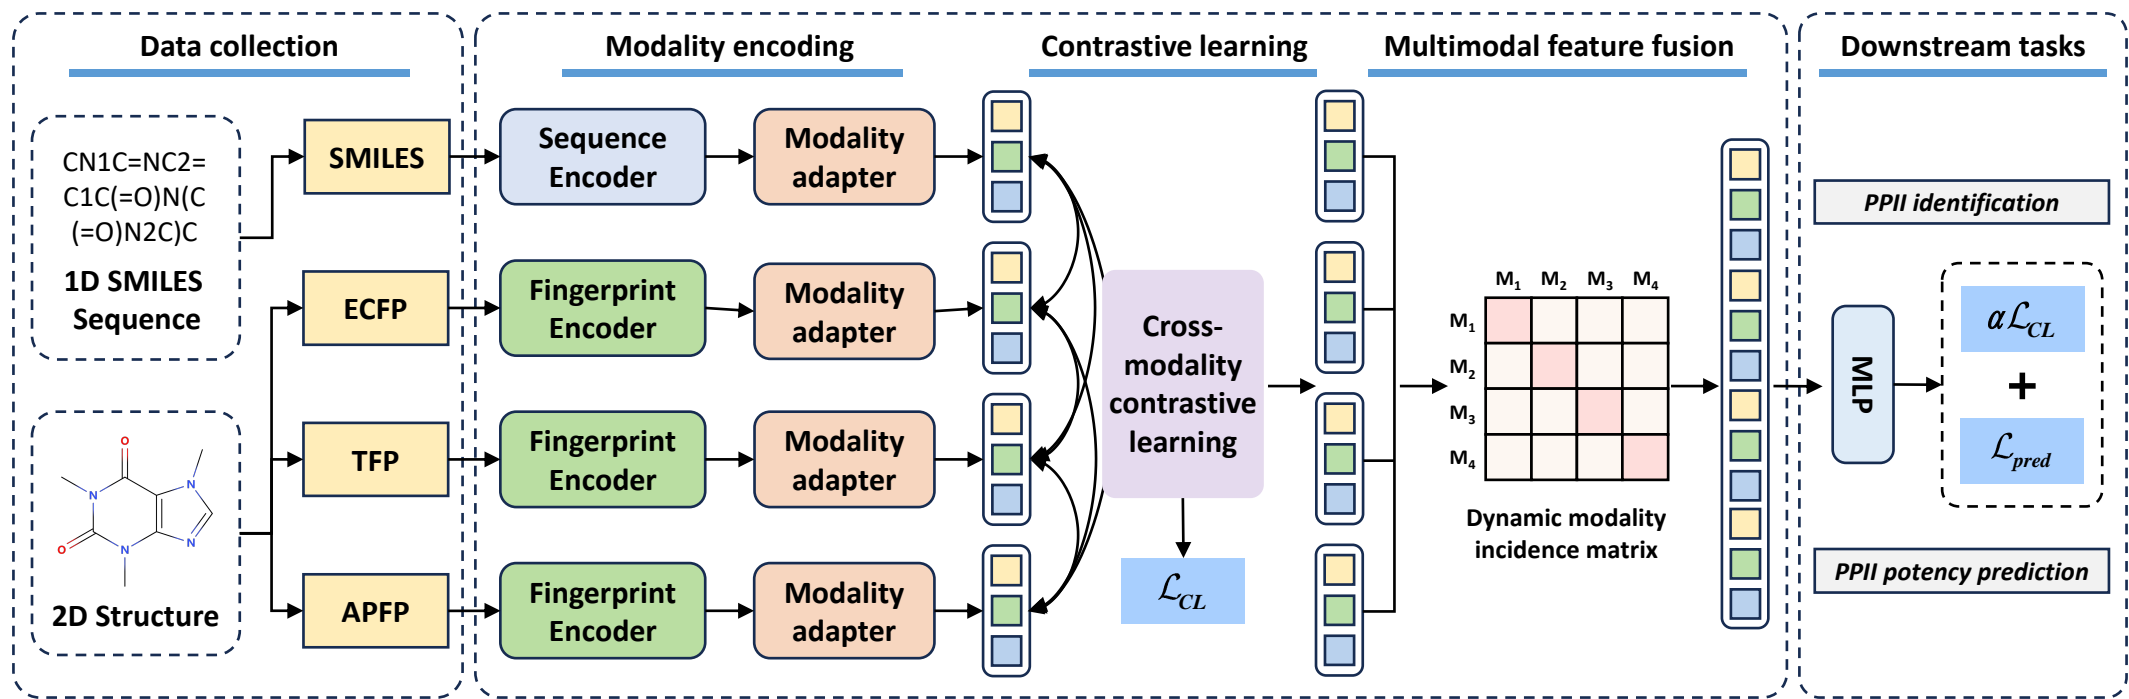 Data collection
Modality encoding
Contrastive learning
Multimodal feature fusion
Downstream tasks
CN1C=NC2=
C1C(=O)N(C
(=O)N2C)C
1D SMILES
Sequence
O
N
N
O
N
N
2D Structure
SMILES
ECFP
TFP
APFP
Sequence
Encoder
Modality
adapter
Fingerprint
Encoder
Modality
adapter
Fingerprint
Encoder
Modality
adapter
Fingerprint
Encoder
Modality
adapter
Cross-
modality
contrastive
learning
ℒCL
M1 M2 M3 M4
M1
M2
M3
M4
Dynamic modality
incidence matrix
PPII identification
MLP
αℒCL
+
ℒpred
PPII potency prediction